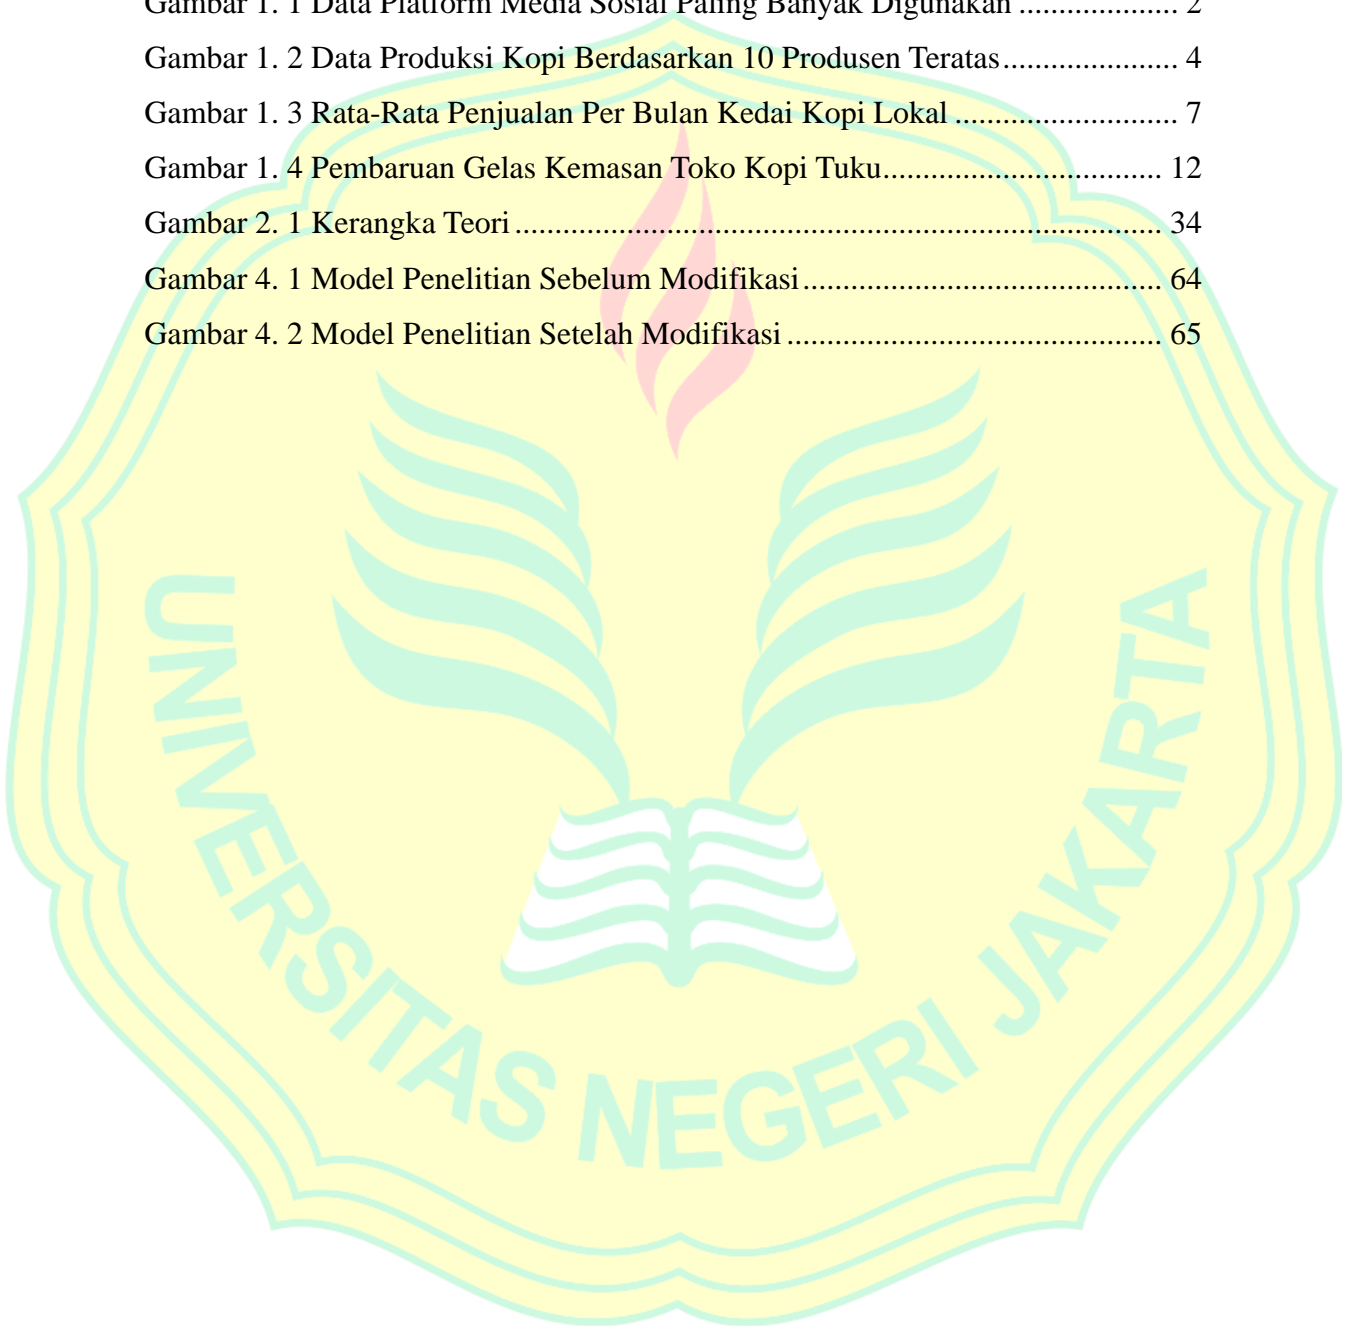 Gambar 1. 1 Data Platform Media Sosial Paling Banyak Digunakan .................... 2
Gambar 1. 2 Data Produksi Kopi Berdasarkan 10 Produsen Teratas...................... 4
Gambar 1. 3 Rata-Rata Penjualan Per Bulan Kedai Kopi Lokal ............................ 7
Gambar 1. 4 Pembaruan Gelas Kemasan Toko Kopi Tuku................................... 12
Gambar 2. 1 Kerangka Teori ................................................................................. 34
Gambar 4. 1 Model Penelitian Sebelum Modifikasi ............................................. 64
Gambar 4. 2 Model Penelitian Setelah Modifikasi ............................................... 65
UNIVERSITAS NEGERI JAKARTA